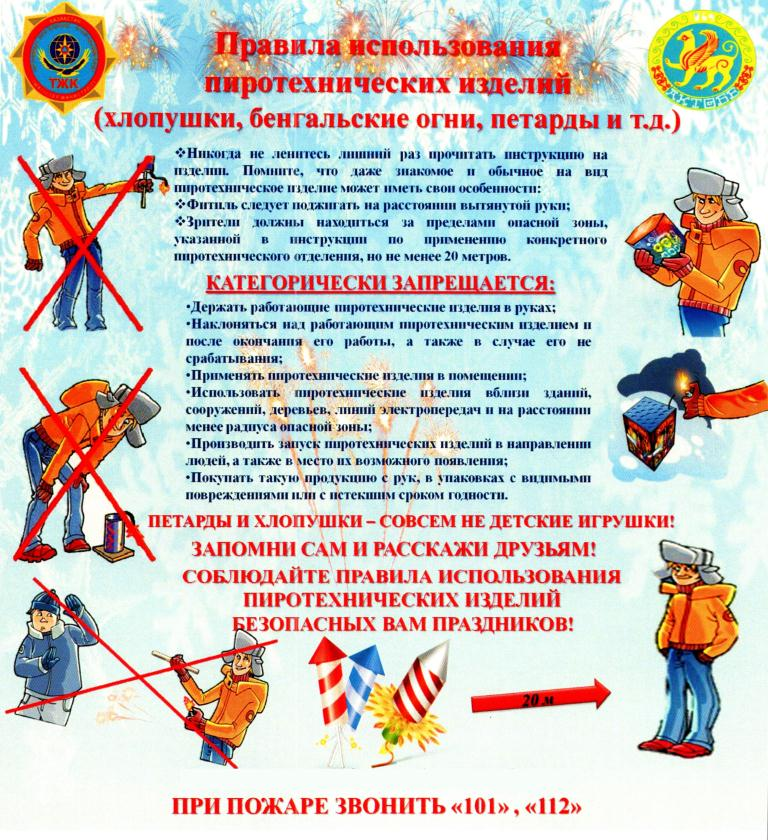 КАЗАХСТАН
ТЖК
АКТОБЕ
Правила использования
пиротехнических изделий
(хлопушки, бенгальские огни, петарды и т.д.)
❖Никогда не ленитесь лишний раз прочитать инструкцию на
изделии. Помните, что даже знакомое и обычное на вид
пиротехническое изделие может иметь свои особенности:
❖Фитиль следует поджигать на расстоянии вытянутой руки;
❖Зрители должны находиться за пределами опасной зоны,
указанной в инструкции по применению конкретного
пиротехнического отделения, но не менее 20 метров.
КАТЕГОРИЧЕСКИ ЗАПРЕЩАЕТСЯ:
•Держать работающие пиротехнические изделия в руках;
•Наклоняться над работающим пиротехническим изделием и
после окончания его работы, а также в случае его не
срабатывания;
•Применять пиротехнические изделия в помещении;
•Использовать пиротехнические изделия вблизи зданий,
сооружений, деревьев, линий электропередач и на расстоянии
менее радиуса опасной зоны;
•Производить запуск пиротехнических изделий в направлении
людей, а также в место их возможного появления;
•Покупать такую продукцию с рук, в упаковках с видимыми
повреждениями или с истекшим сроком годности.
ПЕТАРДЫ И ХЛОПУШКИ – СОВСЕМ НЕ ДЕТСКИЕ ИГРУШКИ!
ЗАПОМНИ САМ И РАССКАЖИ ДРУЗЬЯМ!
СОБЛЮДАЙТЕ ПРАВИЛА ИСПОЛЬЗОВАНИЯ
ПИРОТЕХНИЧЕСКИХ ИЗДЕЛИЙ
БЕЗОПАСНЫХ ВАМ ПРАЗДНИКОВ!
20 м
ПРИ ПОЖАРЕ ЗВОНИТЬ «101» , «112»